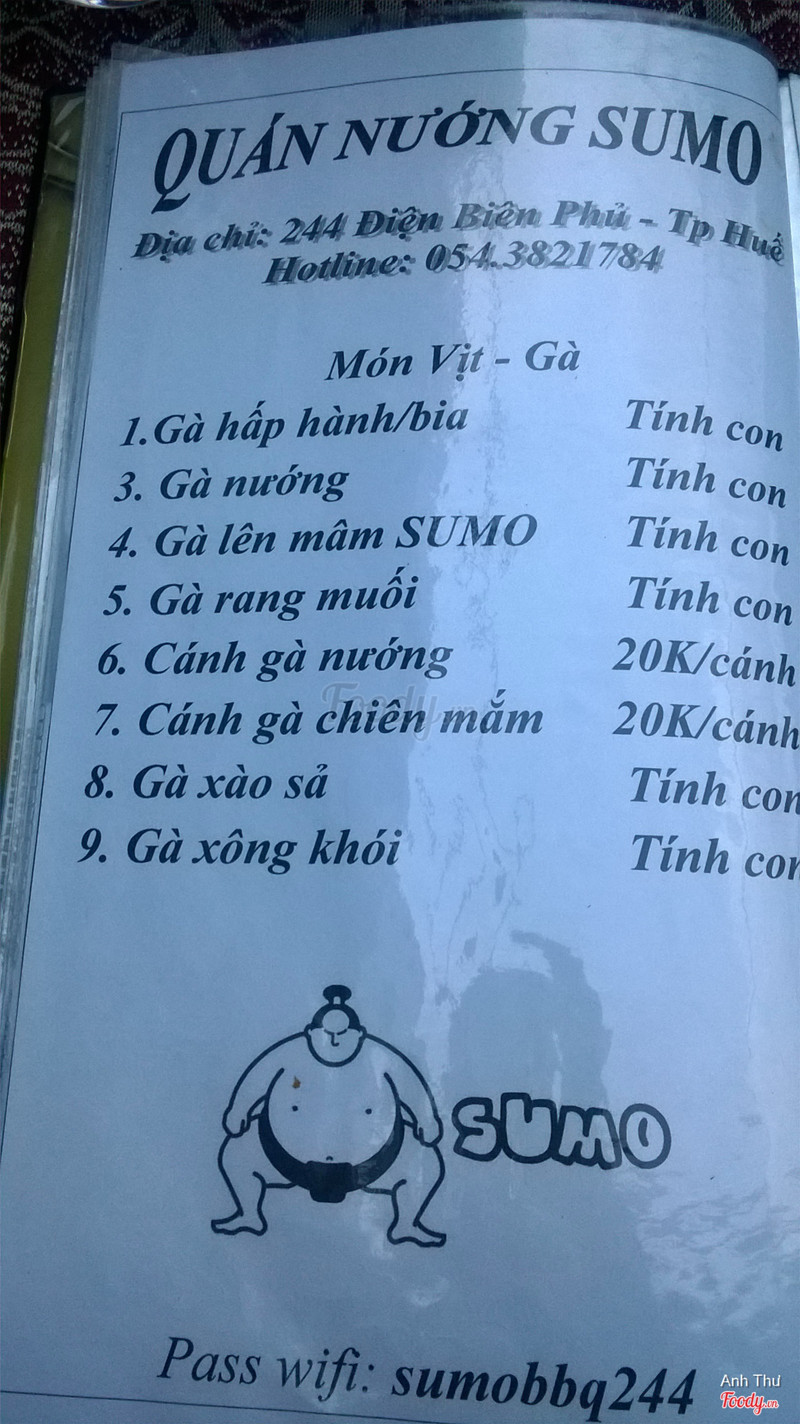 QUÁN NƯỚNG SUMO
Địa chỉ: 244 Điện Biên Phủ - Tp Huế
Hotline: 054.3821784
Món Vịt - Gà
1.Gà hấp hành/bia Tính con
3. Gà nướng Tính con
4. Gà lên mâm SUMO Tính con
5. Gà rang muối Tính con
6. Cánh gà nướng 20K/cánh
7. Cánh gà chiên mắm 20K/cánh
8. Gà xào sả Tính con
9. Gà xông khói Tính con
SUMO
Pass wifi: sumobbq244
Foody.vn
Anh Thư
Foody.vn